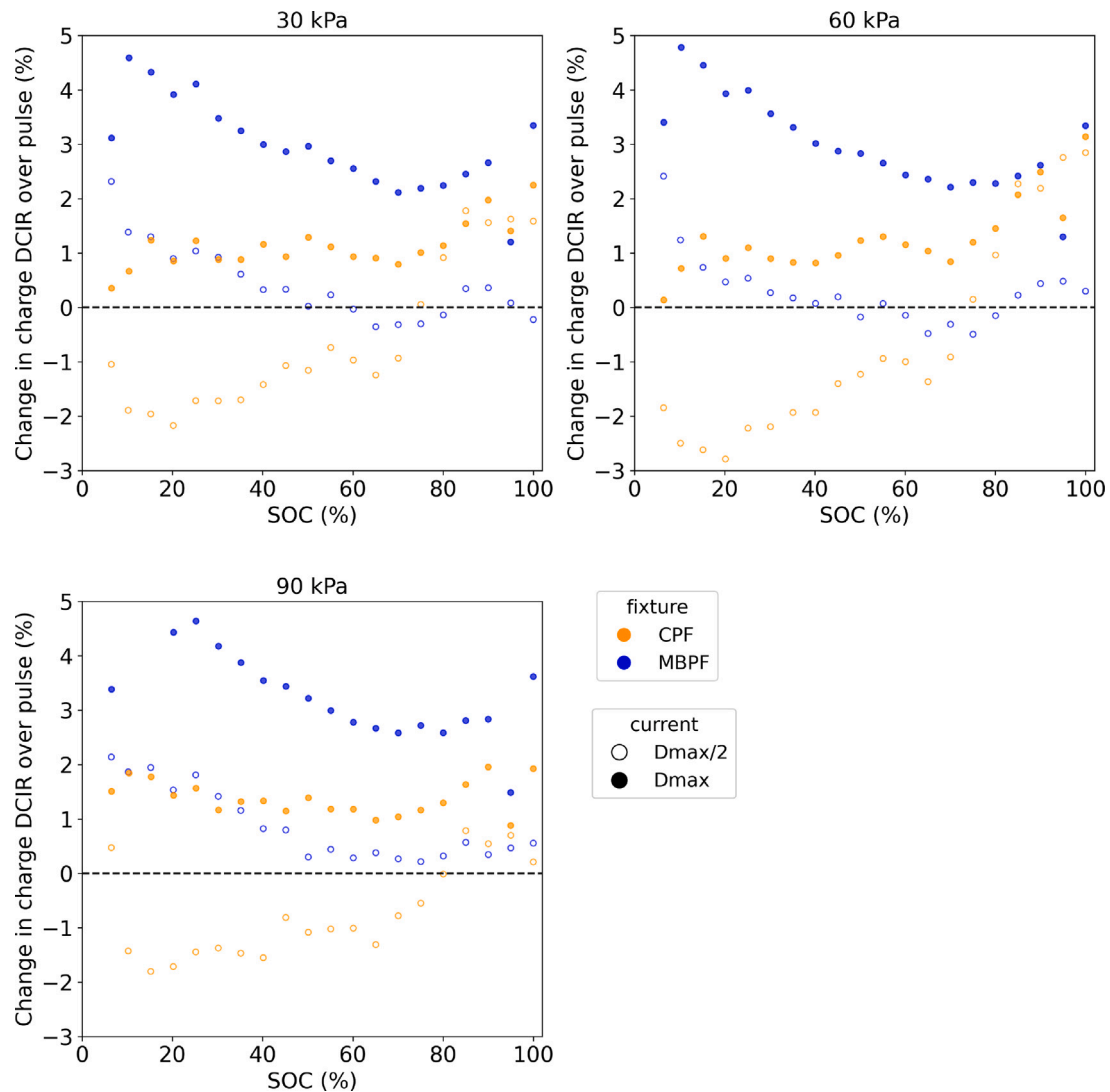 30 kPa
Change in charge DCIR over pulse (%)
5
4
3
2
1
0
−1
−2
−3
0 20 40 60 80 100
SOC (%)
60 kPa
Change in charge DCIR over pulse (%)
5
4
3
2
1
0
−1
−2
−3
0 20 40 60 80 100
SOC (%)
90 kPa
Change in charge DCIR over pulse (%)
5
4
3
2
1
0
−1
−2
−3
0 20 40 60 80 100
SOC (%)
fixture
CPF
MBPF
current
Dmax/2
Dmax